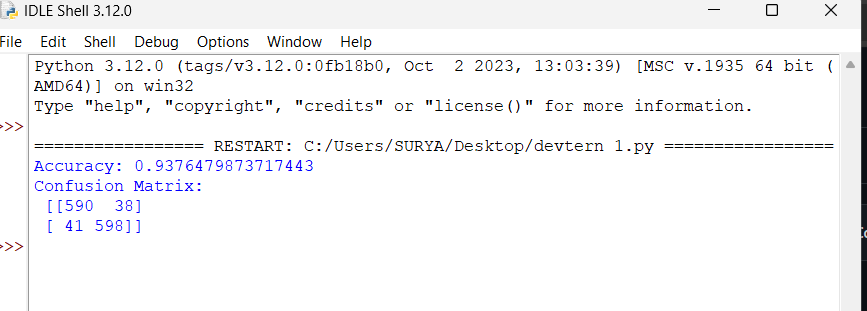 IDLE Shell 3.12.0
File Edit Shell Debug Options Window Help
Python 3.12.0 (tags/v3.12.0:0fb18b0, Oct  2 2023, 13:03:39) [MSC v.1935 64 bit (
AMD64)] on win32
Type "help", "copyright", "credits" or "license()" for more information.
>>>
================= RESTART: C:/Users/SURYA/Desktop/devtern 1.py =================
Accuracy: 0.9376479873717443
Confusion Matrix:
 [[590  38]
 [ 41 598]]
>>>